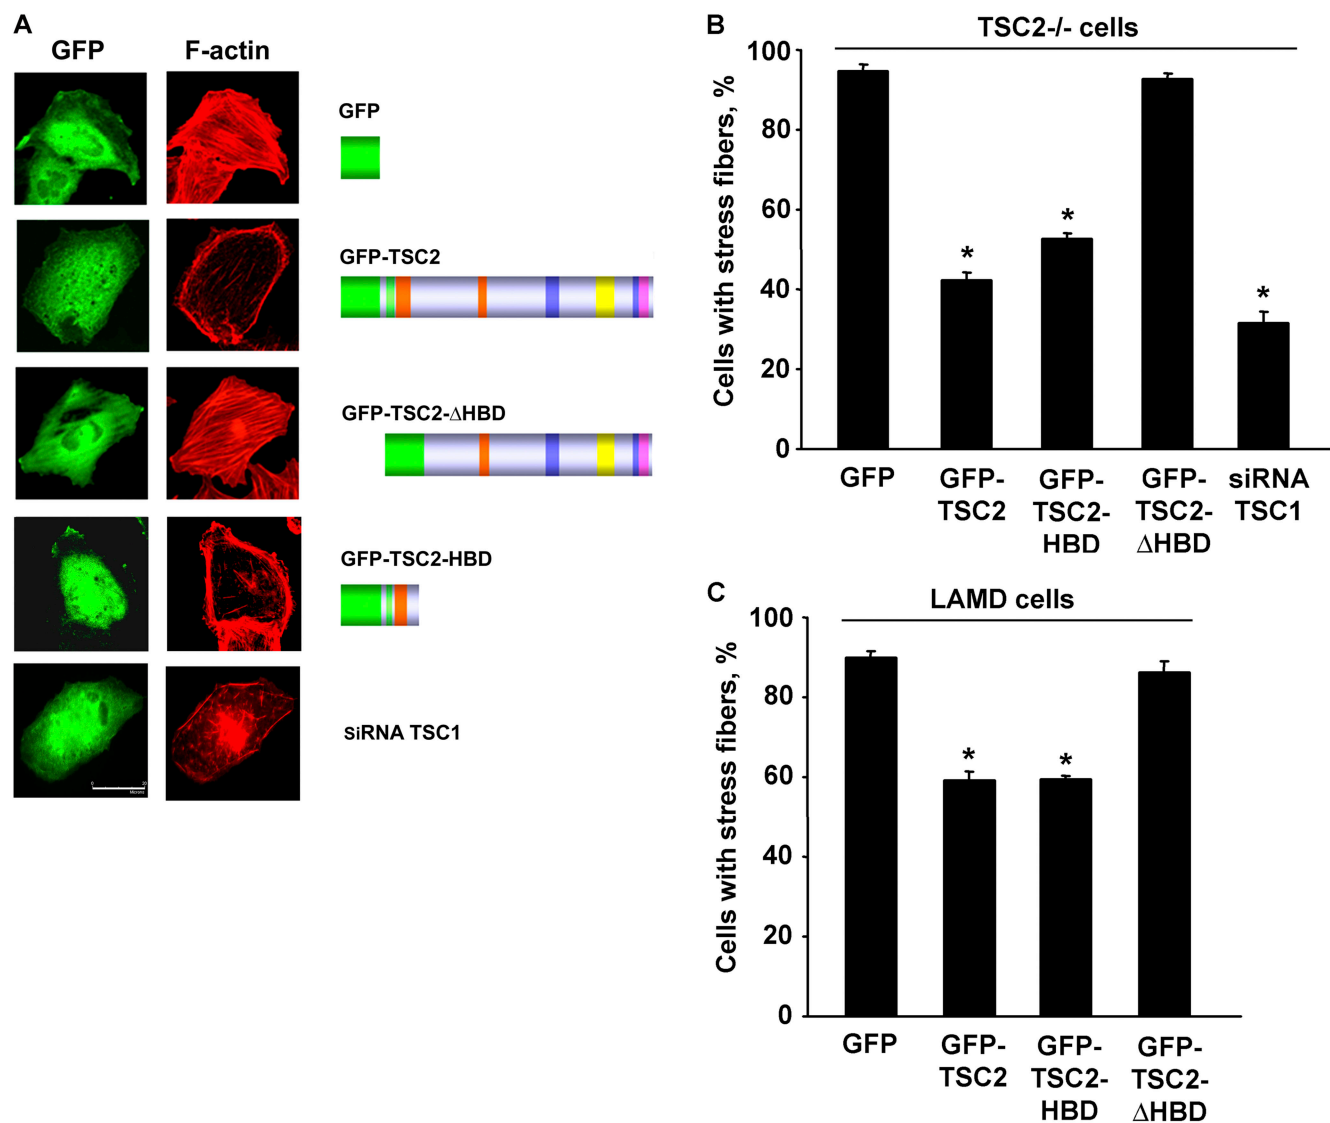 A
GFP
F-actin
GFP
GFP-TSC2
GFP-TSC2-ΔHBD
GFP-TSC2-HBD
siRNA TSC1
0 20
Microns
B
TSC2-/- cells
Cells with stress fibers, %
100
80
60
40
20
0
*
*
*
GFP
GFP-
TSC2
GFP-
TSC2-
HBD
GFP-
TSC2-
ΔHBD
siRNA
TSC1
C
LAMD cells
Cells with stress fibers, %
100
80
60
40
20
0
*
*
GFP
GFP-
TSC2
GFP-
TSC2-
HBD
GFP-
TSC2-
ΔHBD